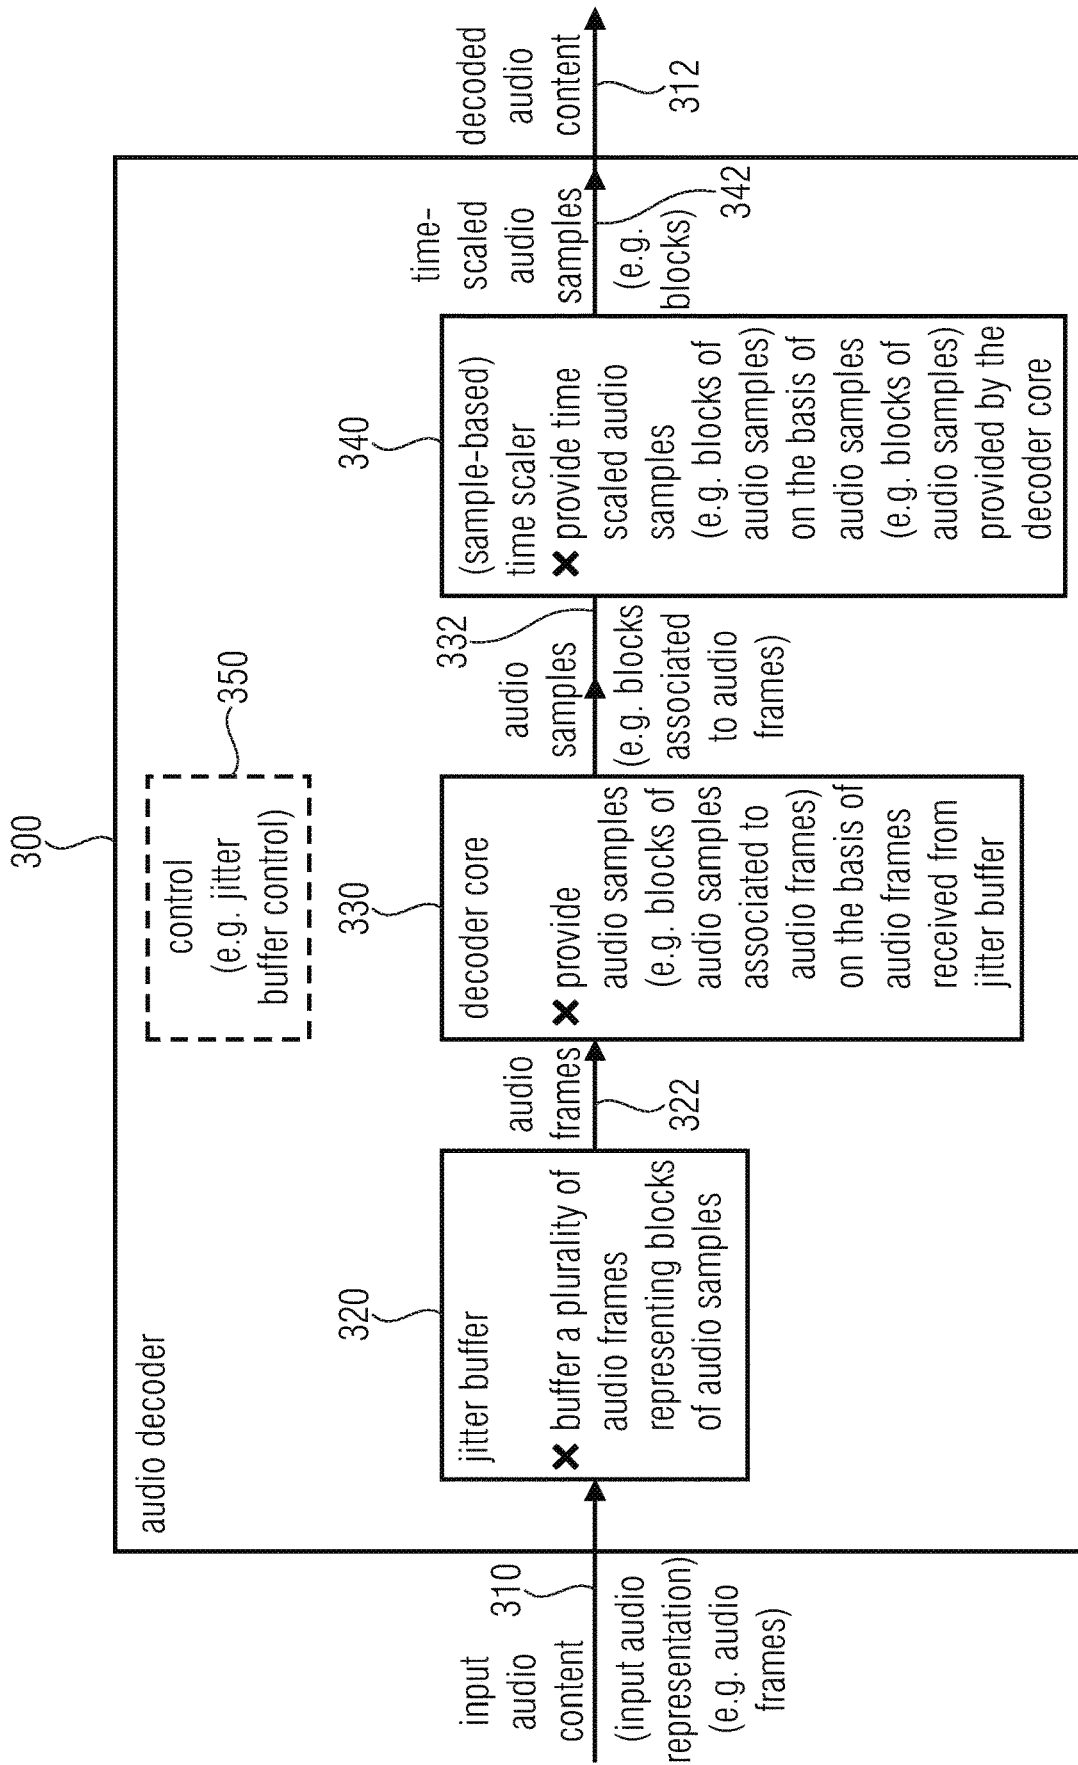 300
audio decoder
control
(e.g. jitter
buffer control)
350
input
audio
content
310
(input audio
representation)
(e.g. audio
frames)
320
jitter buffer
✕ buffer a plurality of
audio frames
representing blocks
of audio samples
audio
frames
322
330
decoder core
✕ provide
audio samples
(e.g. blocks of
audio samples
associated to
audio frames)
on the basis of
audio frames
received from
jitter buffer
audio
samples
332
(e.g. blocks
associated
to audio
frames)
340
(sample-based)
time scaler
✕ provide time
scaled audio
samples
(e.g. blocks of
audio samples)
on the basis of
audio samples
(e.g. blocks of
audio samples)
provided by the
decoder core
time-
scaled
audio
samples
(e.g.
blocks)
342
decoded
audio
content
312